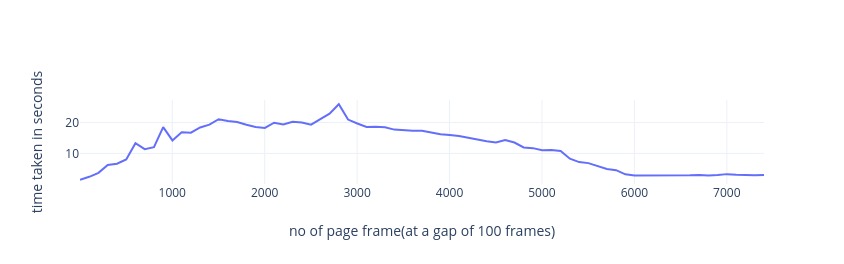 time taken in seconds
20
10
1000 2000 3000 4000 5000 6000 7000
no of page frame(at a gap of 100 frames)